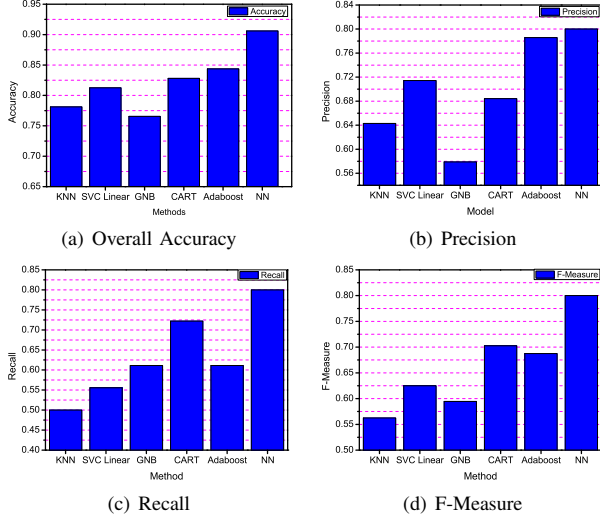 Accuracy
0.95
0.90
0.85
0.80
0.75
0.70
0.65
Accuracy
KNN SVC Linear GNB CART Adaboost NN
Methods
(a) Overall Accuracy
Precision
0.84
0.80
0.76
0.72
0.68
0.64
0.60
0.56
Precision
KNN SVC Linear GNB CART Adaboost NN
Model
(b) Precision
Recall
0.85
0.80
0.75
0.70
0.65
0.60
0.55
0.50
0.45
0.40
Recall
KNN SVC Linear GNB CART Adaboost NN
Method
(c) Recall
F-Measure
0.85
0.80
0.75
0.70
0.65
0.60
0.55
0.50
F-Measure
KNN SVC Linear GNB CART Adaboost NN
Method
(d) F-Measure